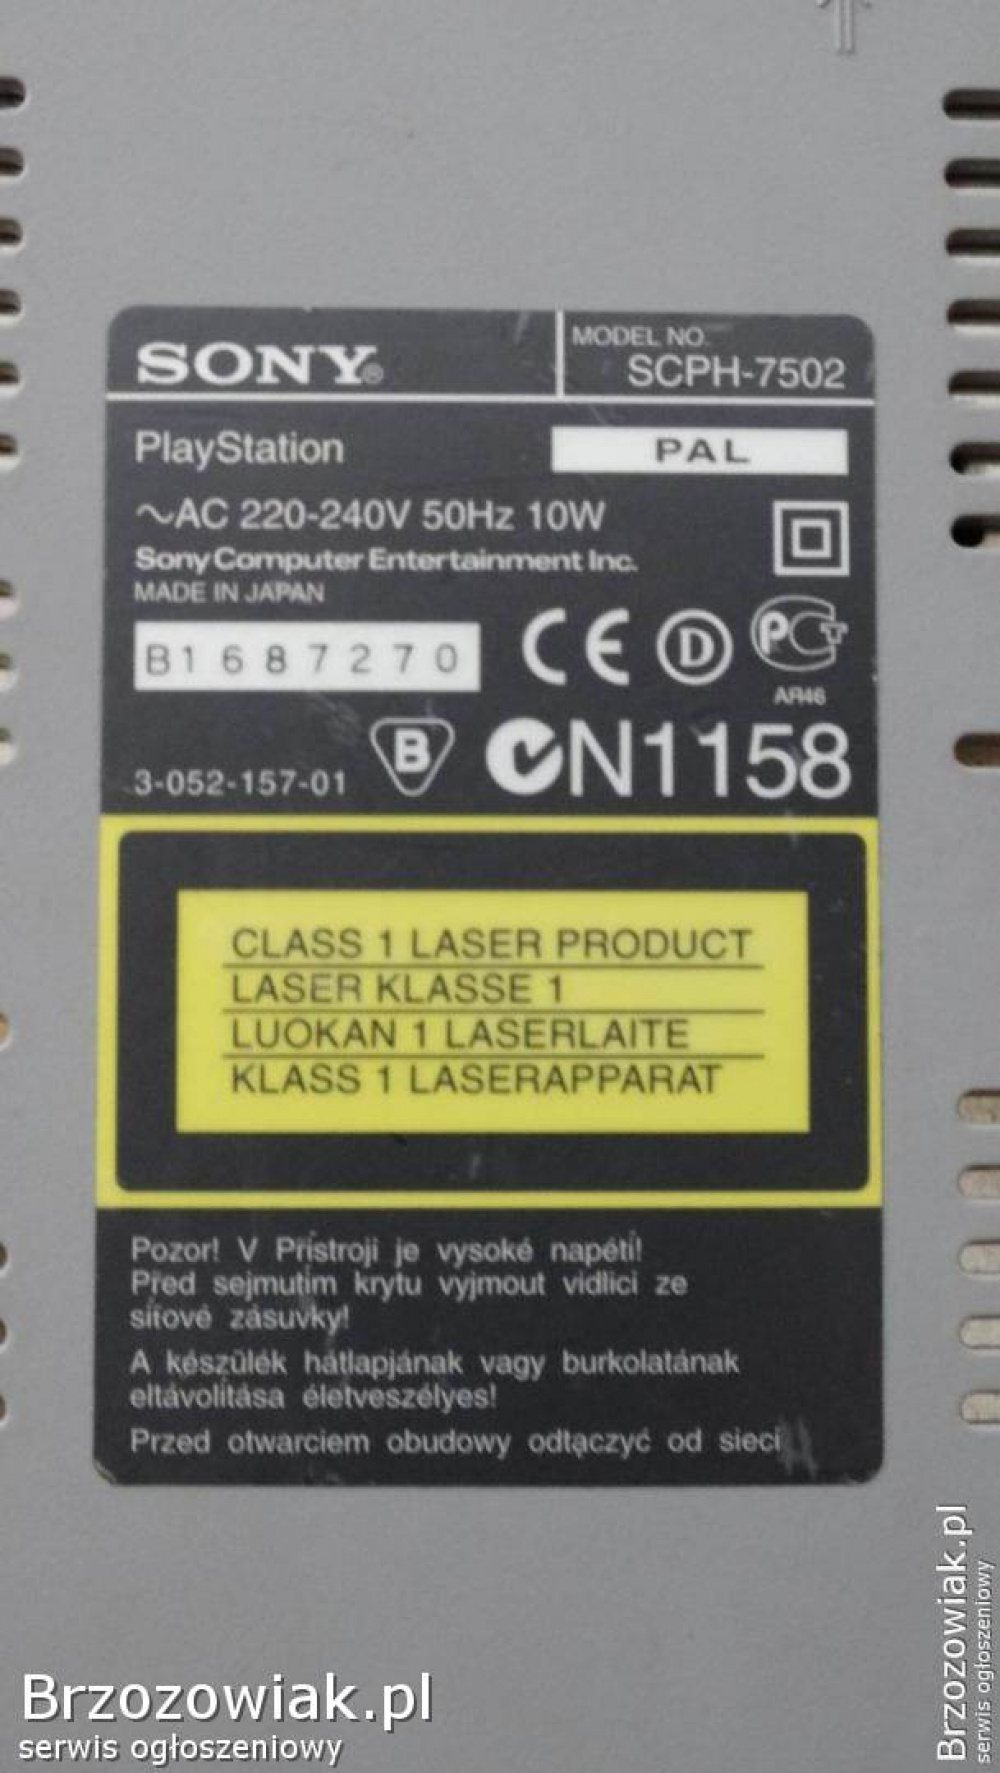 SONY®
MODEL NO.
SCPH-7502
PlayStation
PAL
~AC 220-240V 50Hz 10W
Sony Computer Entertainment Inc.
MADE IN JAPAN
B1687270
CE D PCT
AR46
3-052-157-01
B
N1158
CLASS 1 LASER PRODUCT
LASER KLASSE 1
LUOKAN 1 LASERLAITE
KLASS 1 LASERAPPARAT
Pozor! V Přístroji je vysoké napětí!
Před sejmutím krytu vyjmout vidlici ze
síťové zásuvky!
A készülék hátlapjának vagy burkolatának
eltávolítása életveszélyes!
Przed otwarciem obudowy odtączyć od sieci
Brzozowiak.pl
serwis ogłoszeniowy
Brzozowiak.pl
serwis ogłoszeniowy